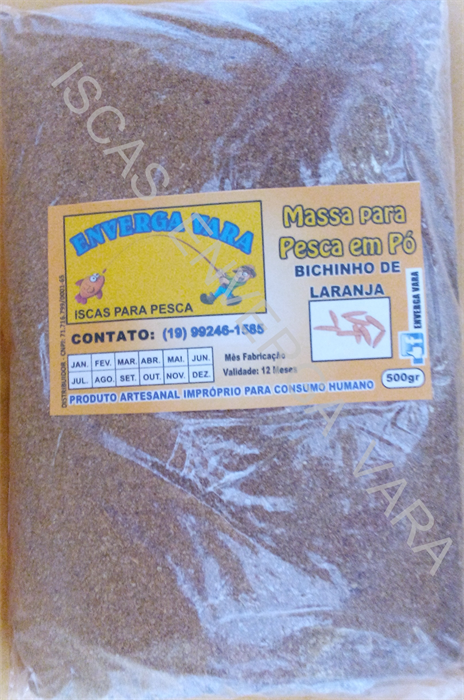 ISCAS ENVERGA VARA
ENVERGA VARA
ISCAS PARA PESCA
Massa para
Pesca em Pó
BICHINHO DE
LARANJA
CONTATO: (19) 99246-1585
JAN. FEV. MAR. ABR. MAI. JUN.
JUL. AGO. SET. OUT. NOV. DEZ.
Mês Fabricação
Validade: 12 Meses
500gr
PRODUTO ARTESANAL IMPRÓPRIO PARA CONSUMO HUMANO
ENVERGA VARA
DISTRIBUIDOR - CNPJ: